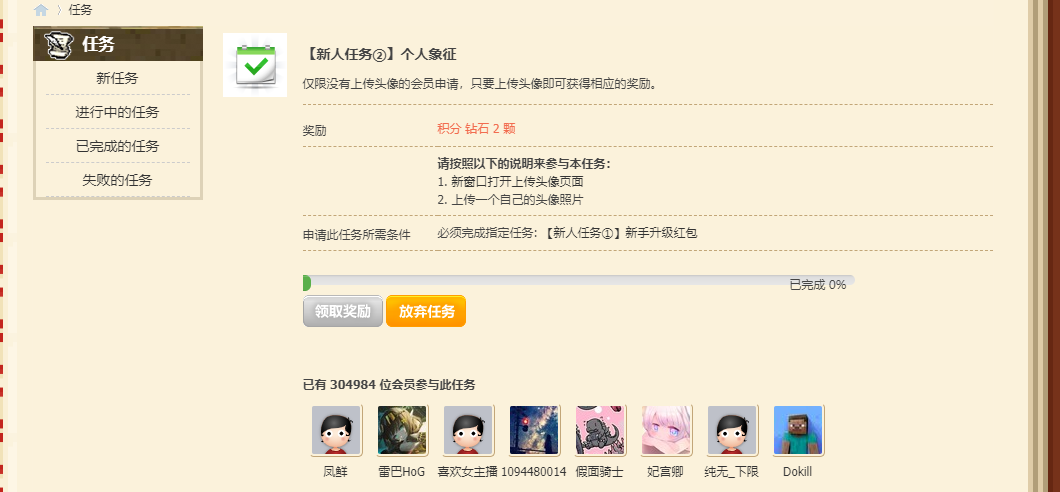 任务
任务
新任务
进行中的任务
已完成的任务
失败的任务
【新人任务②】个人象征
仅限没有上传头像的会员申请，只要上传头像即可获得相应的奖励。
奖励 积分 钻石 2 颗
请按照以下的说明来参与本任务：
1. 新窗口打开上传头像页面
2. 上传一个自己的头像照片
申请此任务所需条件 必须完成指定任务：【新人任务①】新手升级红包
已完成 0%
领取奖励 放弃任务
已有 304984 位会员参与此任务
凤鲜 雷巴HoG 喜欢女主播 1094480014 假面骑士 妃宫卿 纯无_下限 Dokill